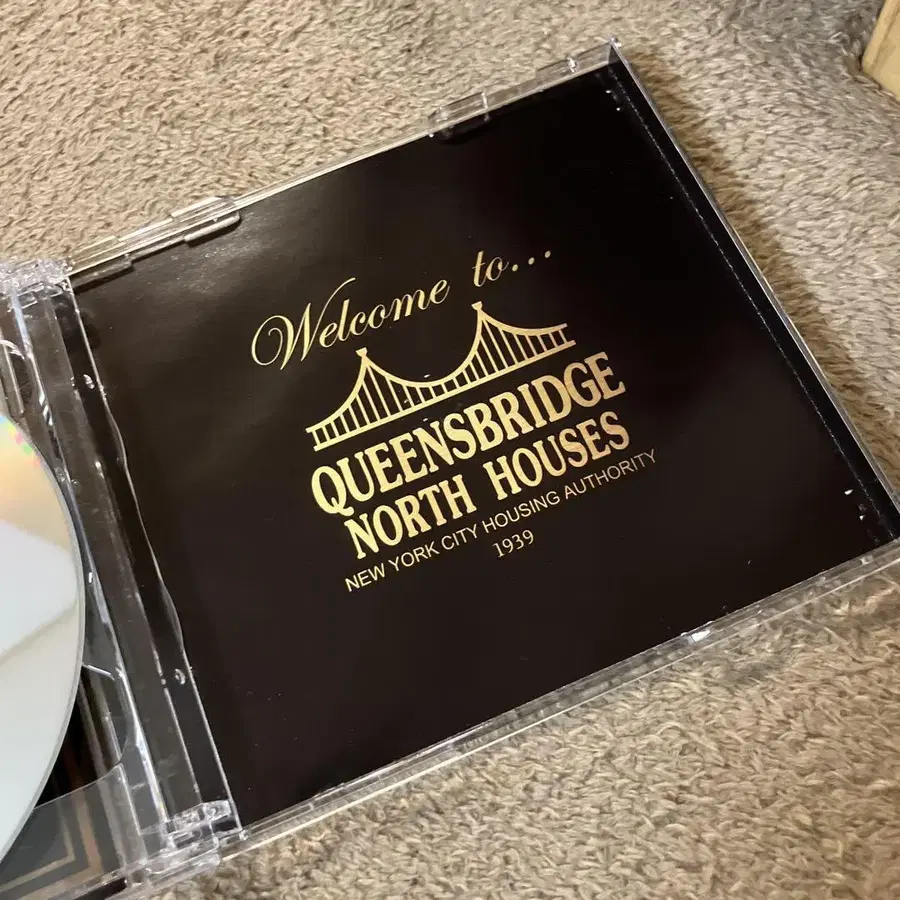 Welcome to...
QUEENSBRIDGE
NORTH HOUSES
NEW YORK CITY HOUSING AUTHORITY
1939